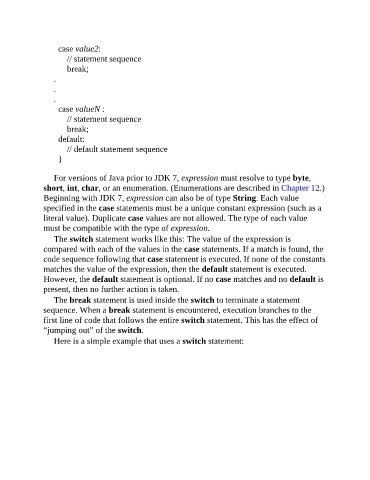 case value2:
// statement sequence
break;
.
.
.
case valueN :
// statement sequence
break;
default:
// default statement sequence
}
For versions of Java prior to JDK 7, expression must resolve to type byte,
short, int, char, or an enumeration. (Enumerations are described in Chapter 12.)
Beginning with JDK 7, expression can also be of type String. Each value
specified in the case statements must be a unique constant expression (such as a
literal value). Duplicate case values are not allowed. The type of each value
must be compatible with the type of expression.
The switch statement works like this: The value of the expression is
compared with each of the values in the case statements. If a match is found, the
code sequence following that case statement is executed. If none of the constants
matches the value of the expression, then the default statement is executed.
However, the default statement is optional. If no case matches and no default is
present, then no further action is taken.
The break statement is used inside the switch to terminate a statement
sequence. When a break statement is encountered, execution branches to the
first line of code that follows the entire switch statement. This has the effect of
“jumping out” of the switch.
Here is a simple example that uses a switch statement: